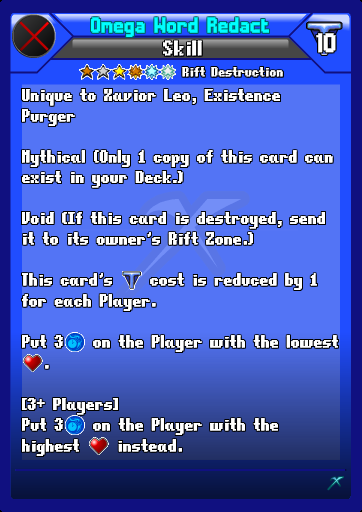 Omega Word Redact
Skill
10
Rift Destruction
Unique to Xavior Leo, Existence
Purger
Mythical (Only 1 copy of this card can
exist in your Deck.)
Void (If this card is destroyed, send
it to its owner's Rift Zone.)
This card's cost is reduced by 1
for each Player.
Put 3 on the Player with the lowest
.
[3+ Players]
Put 3 on the Player with the
highest instead.